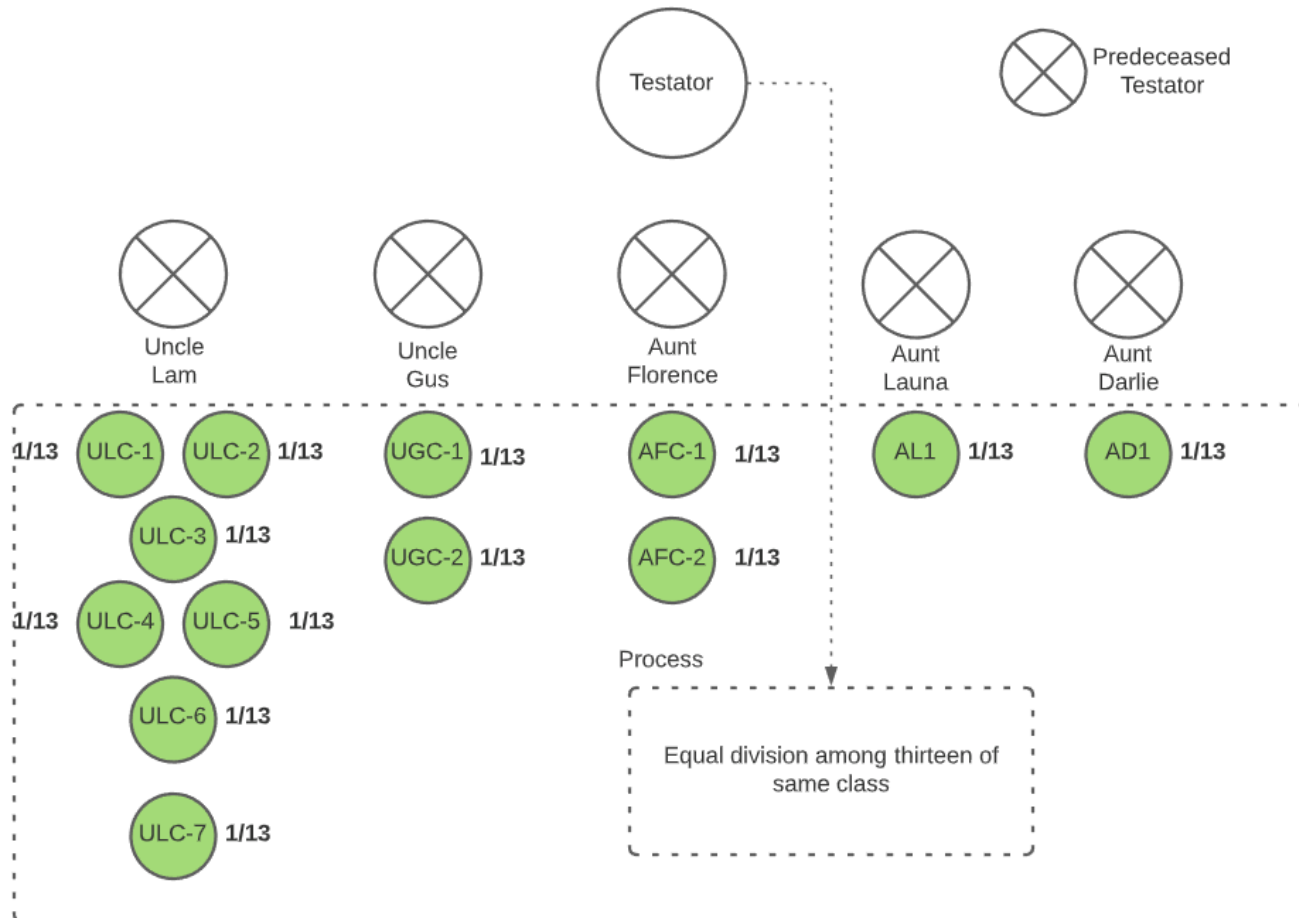 Testator
Predeceased
Testator
Uncle
Lam
Uncle
Gus
Aunt
Florence
Aunt
Launa
Aunt
Darlie
1/13 ULC-1 ULC-2 1/13 UGC-1 1/13 AFC-1 1/13 AL1 1/13 AD1 1/13
ULC-3 1/13 UGC-2 1/13 AFC-2 1/13
1/13 ULC-4 ULC-5 1/13
Process
ULC-6 1/13
Equal division among thirteen of
same class
ULC-7 1/13